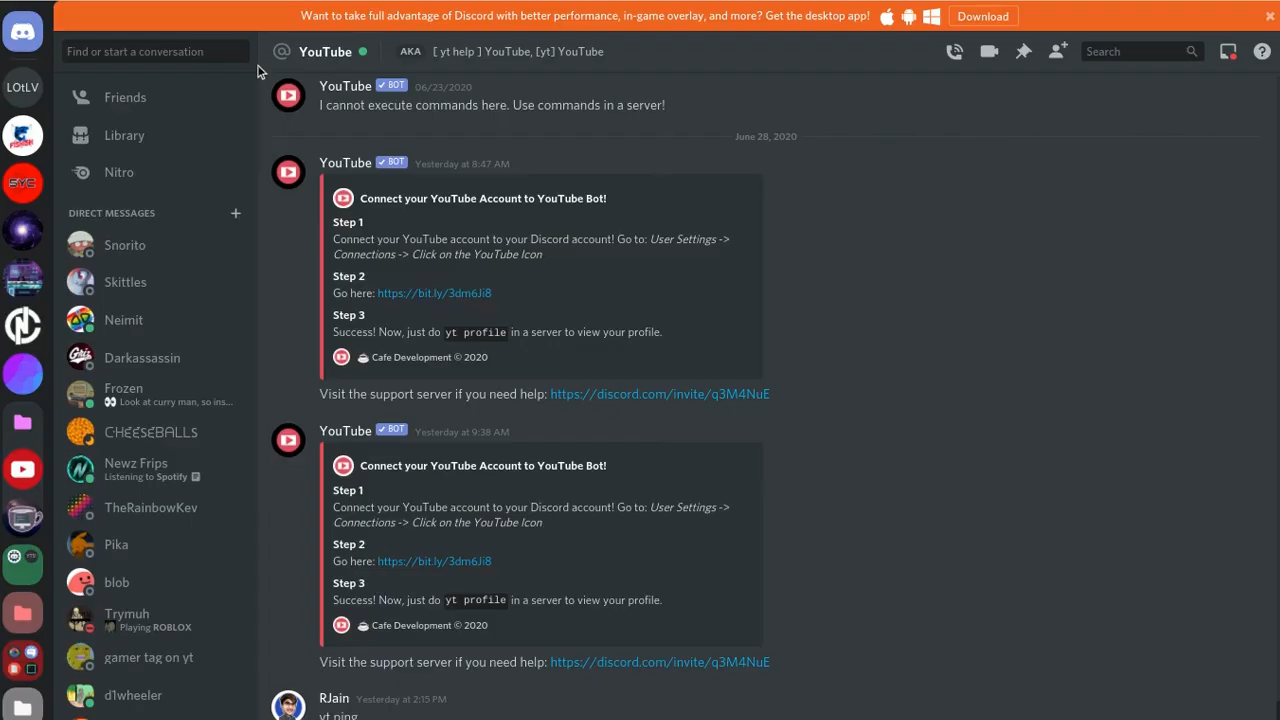 Want to take full advantage of Discord with better performance, in-game overlay, and more? Get the desktop app!
Download
Find or start a conversation
YouTube
AKA
[ yt help ] YouTube, [yt] YouTube
Search
LOtLV
Friends
Library
Nitro
DIRECT MESSAGES
Snorito
Skittles
Neimit
Darkassassin
Frozen
Look at curry man, so ins...
CHEESEBALLS
Newz Frips
Listening to Spotify
TheRainbowKev
Pika
blob
Trymuh
Playing ROBLOX
gamer tag on yt
d1wheeler
YouTube BOT 06/23/2020
I cannot execute commands here. Use commands in a server!
June 28, 2020
YouTube BOT Yesterday at 8:47 AM
Connect your YouTube Account to YouTube Bot!
Step 1
Connect your YouTube account to your Discord account! Go to: User Settings ->
Connections -> Click on the YouTube Icon
Step 2
Go here: https://bit.ly/3dm6Ji8
Step 3
Success! Now, just do yt profile in a server to view your profile.
Cafe Development © 2020
Visit the support server if you need help: https://discord.com/invite/q3M4NuE
YouTube BOT Yesterday at 9:38 AM
Connect your YouTube Account to YouTube Bot!
Step 1
Connect your YouTube account to your Discord account! Go to: User Settings ->
Connections -> Click on the YouTube Icon
Step 2
Go here: https://bit.ly/3dm6Ji8
Step 3
Success! Now, just do yt profile in a server to view your profile.
Cafe Development © 2020
Visit the support server if you need help: https://discord.com/invite/q3M4NuE
RJain Yesterday at 2:15 PM
yt ping